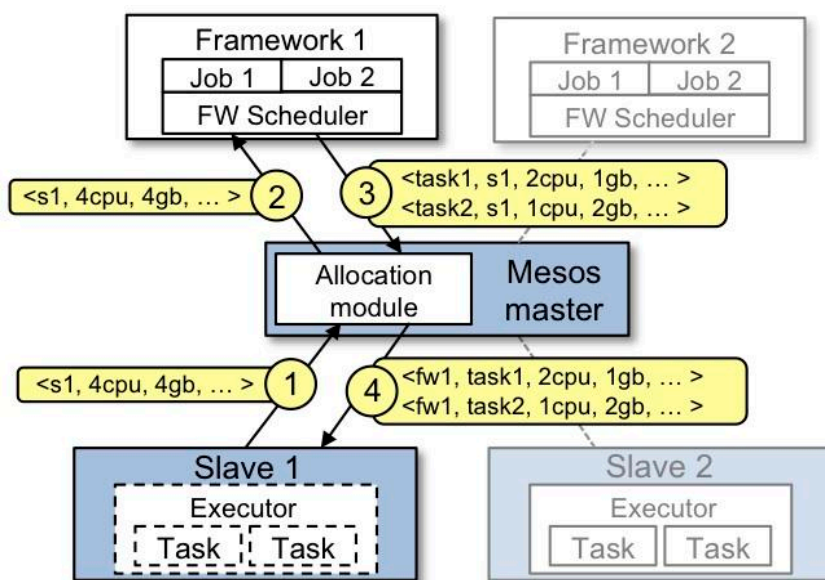 Framework 1
Job 1 Job 2
FW Scheduler
Framework 2
Job 1 Job 2
FW Scheduler
<s1, 4cpu, 4gb, … >
2
3
<task1, s1, 2cpu, 1gb, … >
<task2, s1, 1cpu, 2gb, … >
Allocation
module
Mesos
master
<s1, 4cpu, 4gb, … >
1
4
<fw1, task1, 2cpu, 1gb, … >
<fw1, task2, 1cpu, 2gb, … >
Slave 1
Executor
Task Task
Slave 2
Executor
Task Task